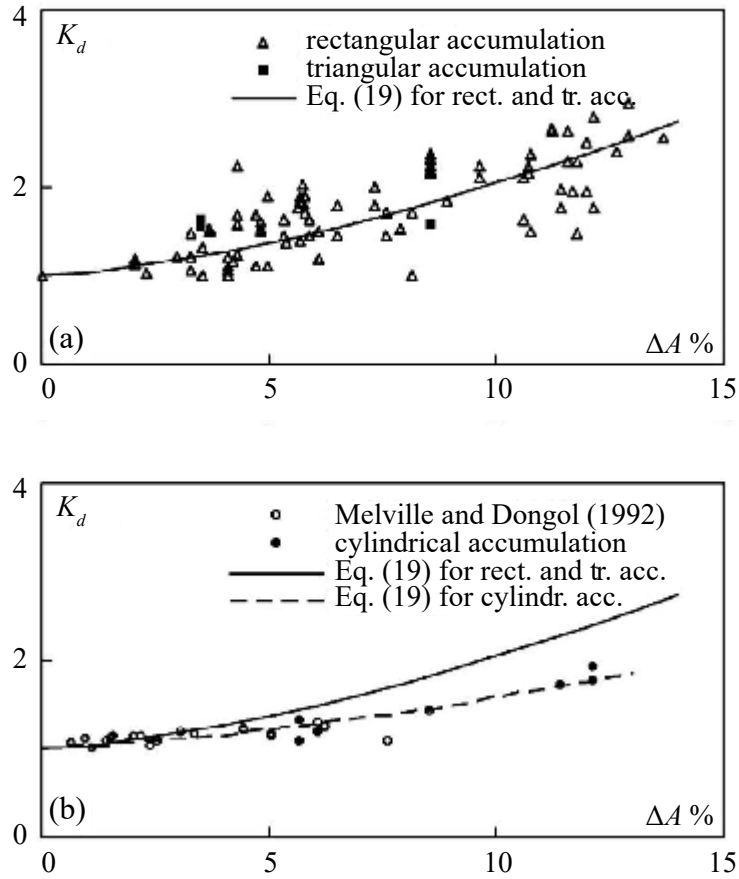 4
K_d
rectangular accumulation
triangular accumulation
Eq. (19) for rect. and tr. acc.
2
(a)
ΔA %
0
0
5
10
15
4
K_d
Melville and Dongol (1992)
cylindrical accumulation
Eq. (19) for rect. and tr. acc.
Eq. (19) for cylindr. acc.
2
(b)
ΔA %
0
0
5
10
15